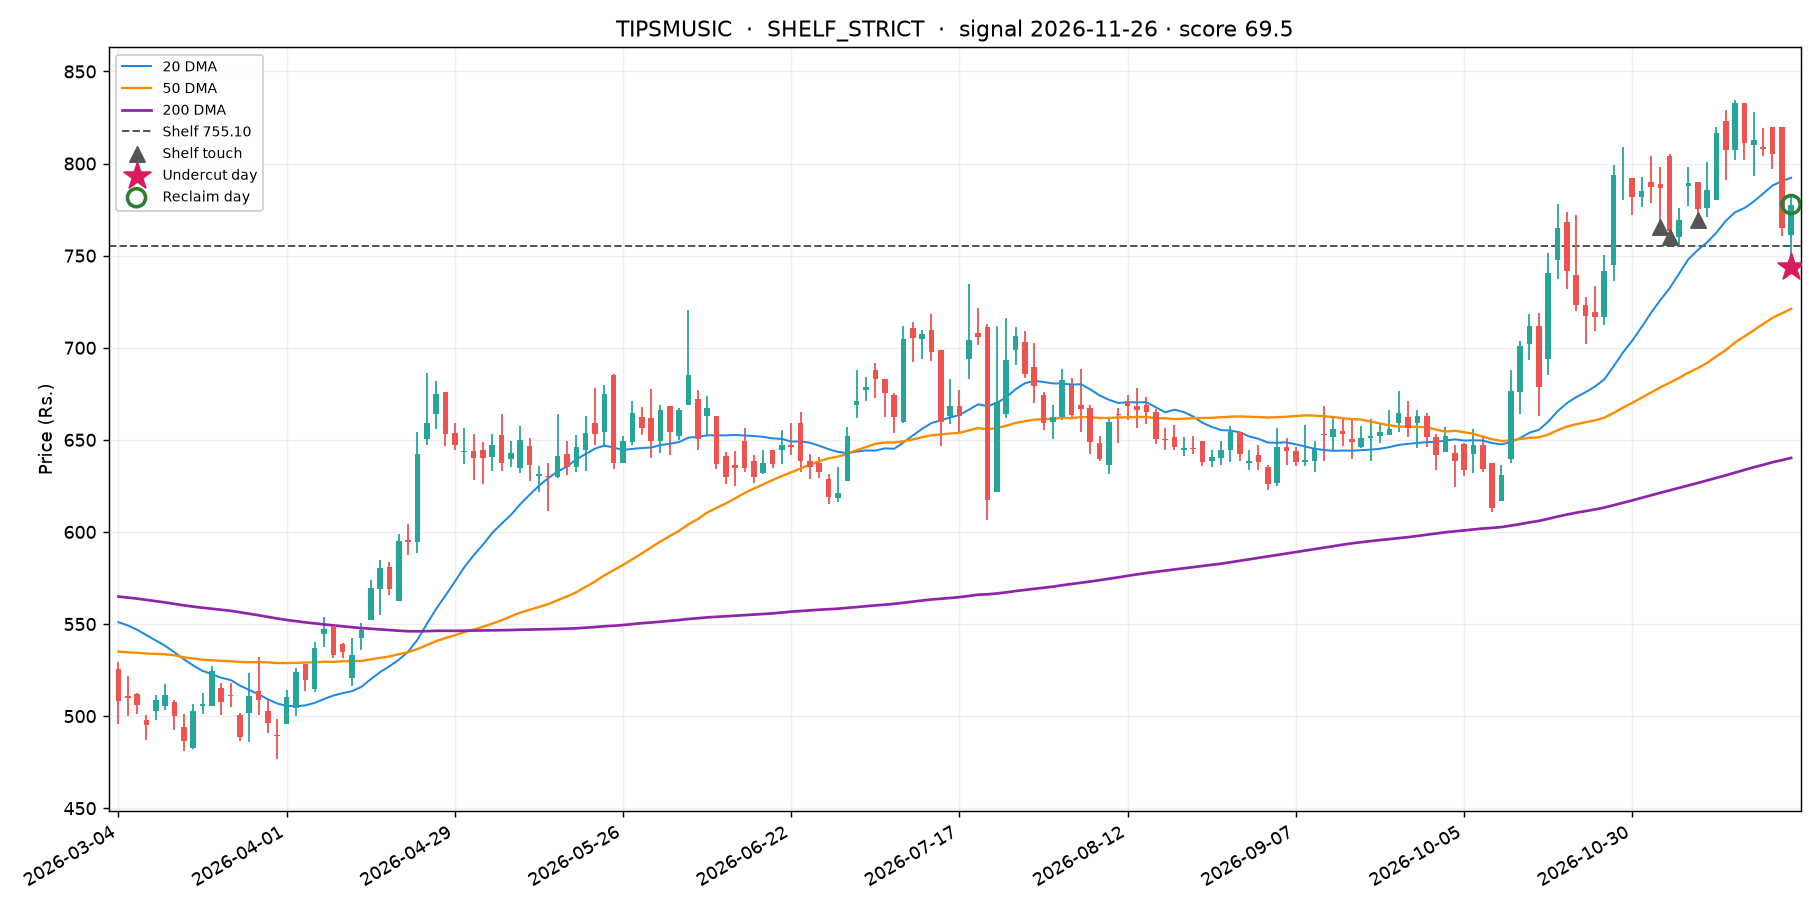 TIPSMUSIC · SHELF_STRICT · signal 2026-11-26 · score 69.5
20 DMA
50 DMA
200 DMA
Shelf 755.10
Shelf touch
Undercut day
Reclaim day
Price (Rs.)
850
800
750
700
650
600
550
500
450
2026-03-04
2026-04-01
2026-04-29
2026-05-26
2026-06-22
2026-07-17
2026-08-12
2026-09-07
2026-10-05
2026-10-30